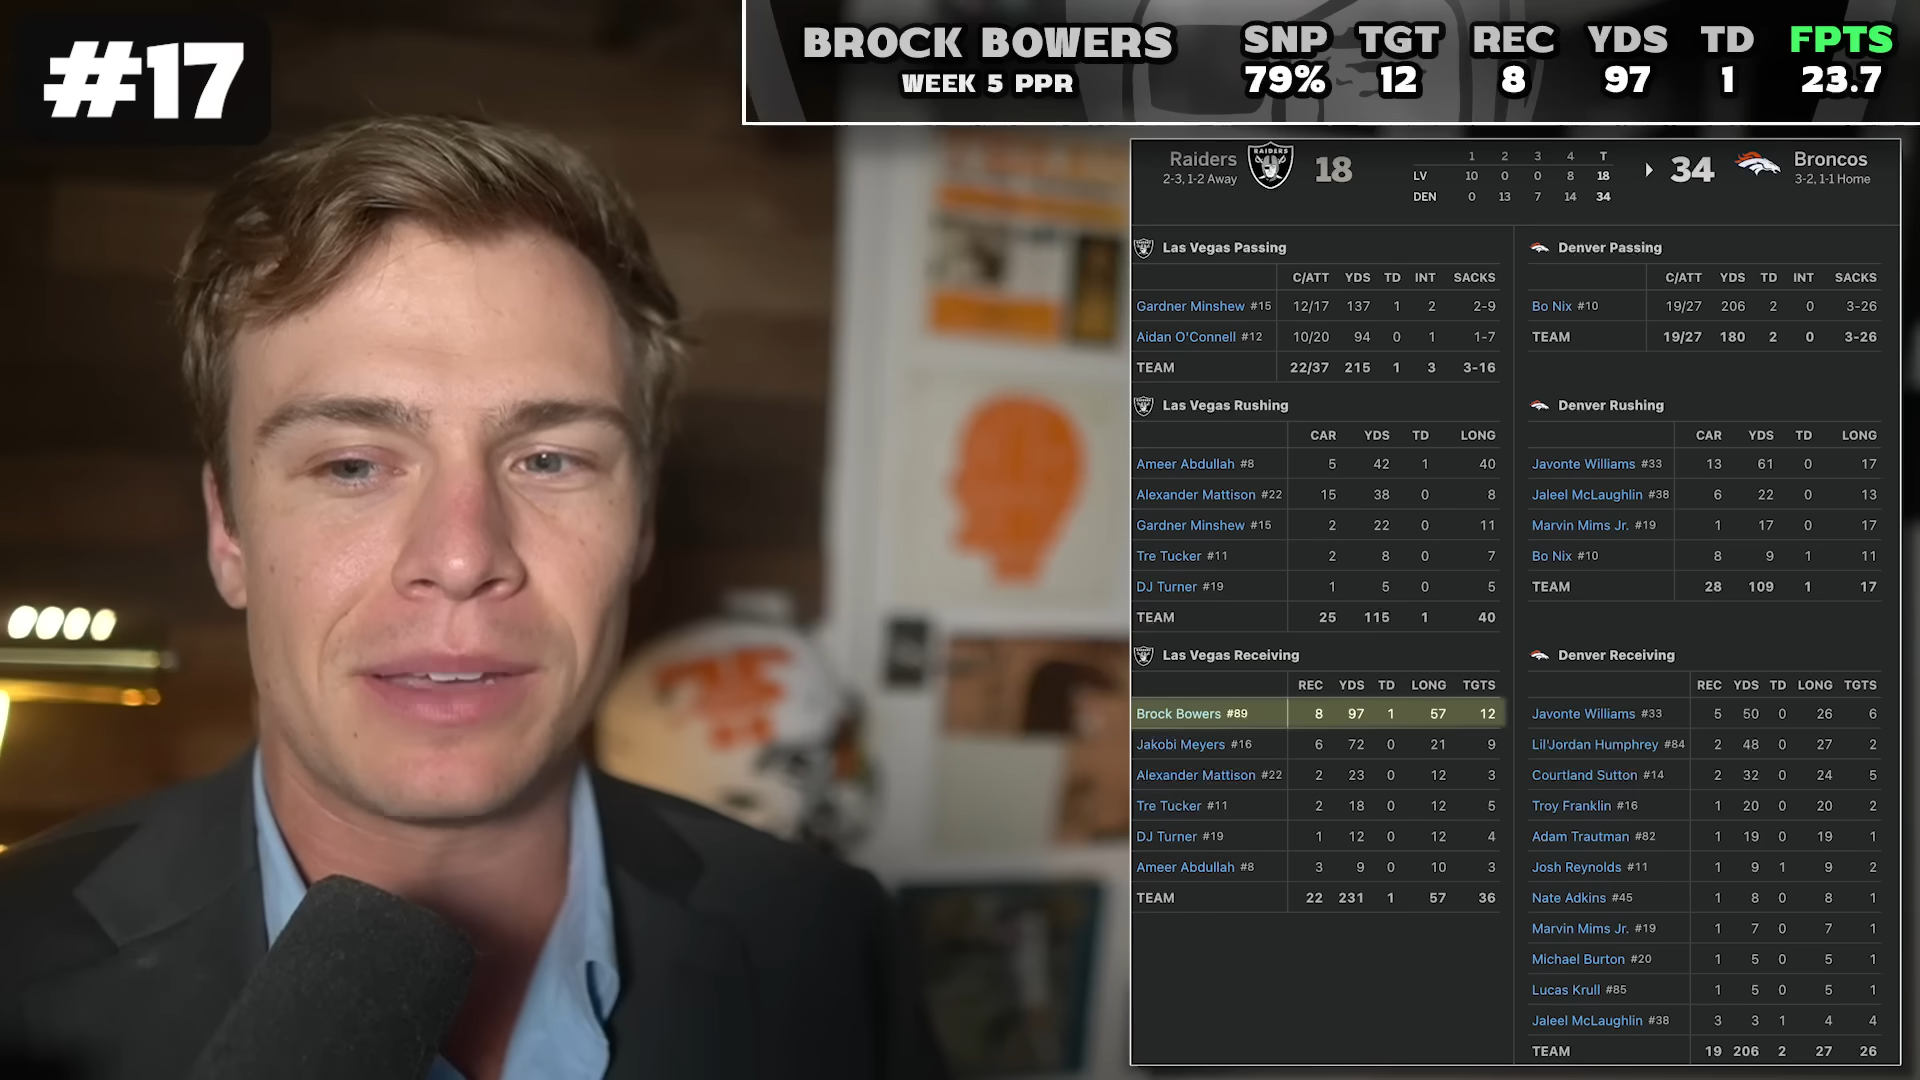 #17
BROCK BOWERS
WEEK 5 PPR
SNP TGT REC YDS TD FPTS
79% 12 8 97 1 23.7
Raiders
2-3, 1-2 Away
RAIDERS
18
1 2 3 4 T
LV 10 0 0 8 18
DEN 0 13 7 14 34
34
Broncos
3-2, 1-1 Home
Las Vegas Passing
C/ATT YDS TD INT SACKS
Gardner Minshew #15 12/17 137 1 2 2-9
Aidan O'Connell #12 10/20 94 0 1 1-7
TEAM 22/37 215 1 3 3-16
Denver Passing
C/ATT YDS TD INT SACKS
Bo Nix #10 19/27 206 2 0 3-26
TEAM 19/27 180 2 0 3-26
Las Vegas Rushing
CAR YDS TD LONG
Ameer Abdullah #8 5 42 1 40
Alexander Mattison #22 15 38 0 8
Gardner Minshew #15 2 22 0 11
Tre Tucker #11 2 8 0 7
DJ Turner #19 1 5 0 5
TEAM 25 115 1 40
Denver Rushing
CAR YDS TD LONG
Javonte Williams #33 13 61 0 17
Jaleel McLaughlin #38 6 22 0 13
Marvin Mims Jr. #19 1 17 0 17
Bo Nix #10 8 9 1 11
TEAM 28 109 1 17
Las Vegas Receiving
REC YDS TD LONG TGTS
Brock Bowers #89 8 97 1 57 12
Jakobi Meyers #16 6 72 0 21 9
Alexander Mattison #22 2 23 0 12 3
Tre Tucker #11 2 18 0 12 5
DJ Turner #19 1 12 0 12 4
Ameer Abdullah #8 3 9 0 10 3
TEAM 22 231 1 57 36
Denver Receiving
REC YDS TD LONG TGTS
Javonte Williams #33 5 50 0 26 6
Lil'Jordan Humphrey #84 2 48 0 27 2
Courtland Sutton #14 2 32 0 24 5
Troy Franklin #16 1 20 0 20 2
Adam Trautman #82 1 19 0 19 1
Josh Reynolds #11 1 9 1 9 2
Nate Adkins #45 1 8 0 8 1
Marvin Mims Jr. #19 1 7 0 7 1
Michael Burton #20 1 5 0 5 1
Lucas Krull #85 1 5 0 5 1
Jaleel McLaughlin #38 3 3 1 4 4
TEAM 19 206 2 27 26